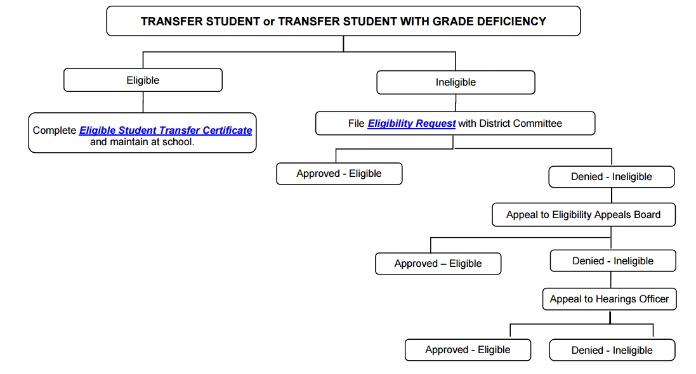 TRANSFER STUDENT or TRANSFER STUDENT WITH GRADE DEFICIENCY
Eligible
Ineligible
Complete Eligible Student Transfer Certificate
and maintain at school.
File Eligibility Request with District Committee
Approved - Eligible
Denied - Ineligible
Appeal to Eligibility Appeals Board
Approved – Eligible
Denied - Ineligible
Appeal to Hearings Officer
Approved - Eligible
Denied - Ineligible